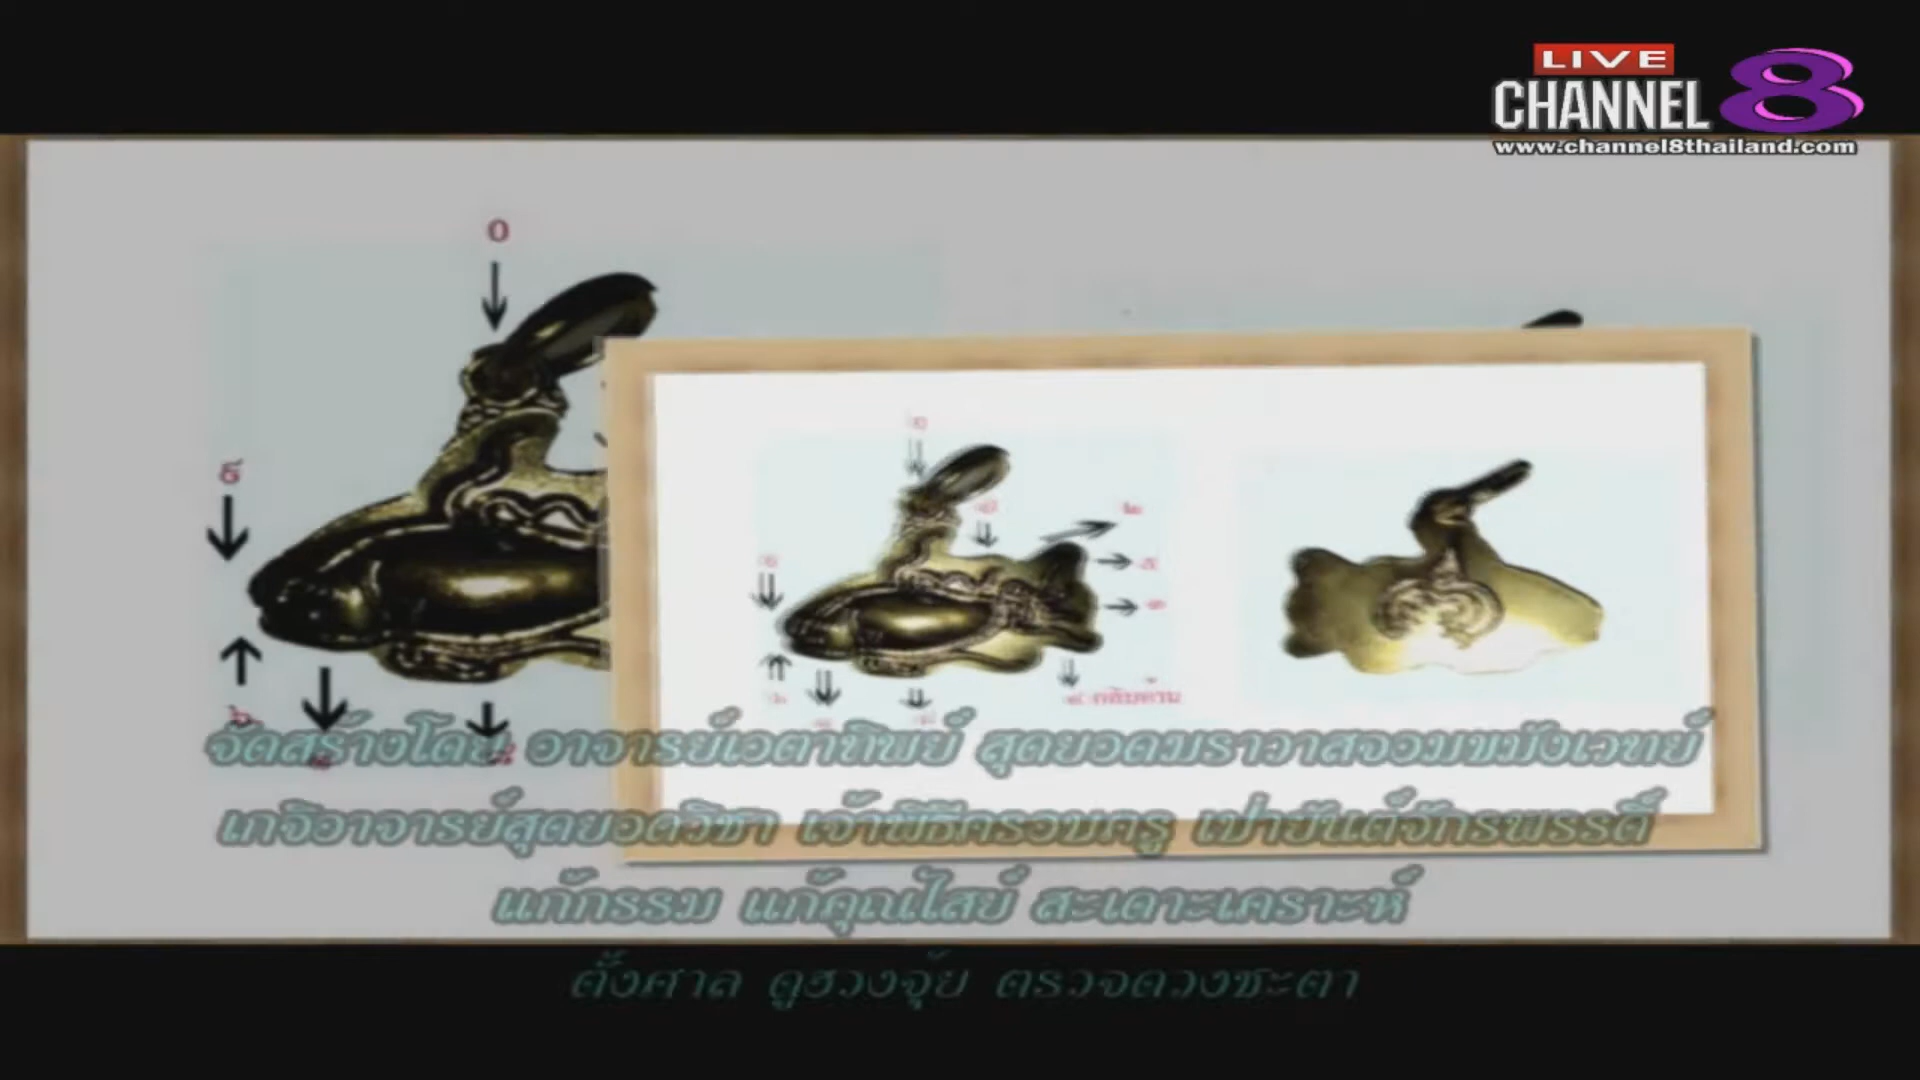 LIVE
CHANNEL 8
www.channel8thailand.com
จัดสร้างโดย อาจารย์เวตาทิพย์ สุดยอดฆราวาสจอมขมังเวทย์
เกจิอาจารย์สุดยอดวิชา เจ้าพิธีครอบครู เป่ายันต์จักรพรรดิ์
แก้กรรม แก้คุณไสย์ สะเดาะเคราะห์
ตั้งศาล ดูฮวงจุ้ย ตรวจดวงชะตา